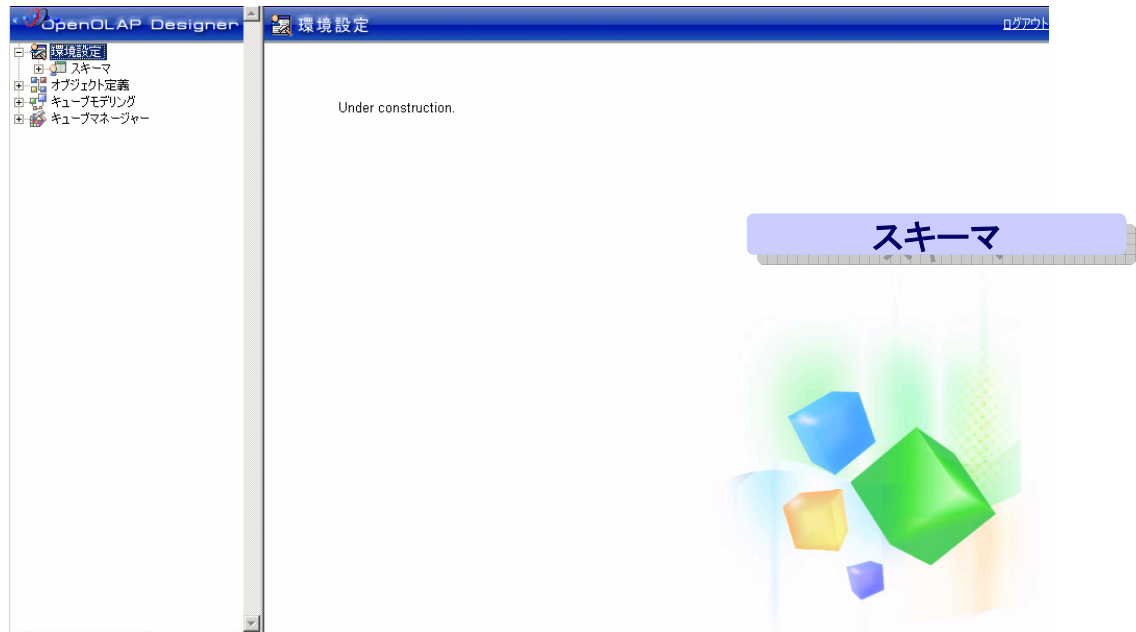 OpenOLAP Designer
環境設定
スキーマ
オブジェクト定義
キューブモデリング
キューブマネージャー
環境設定
ログアウト
Under construction.
スキーマ